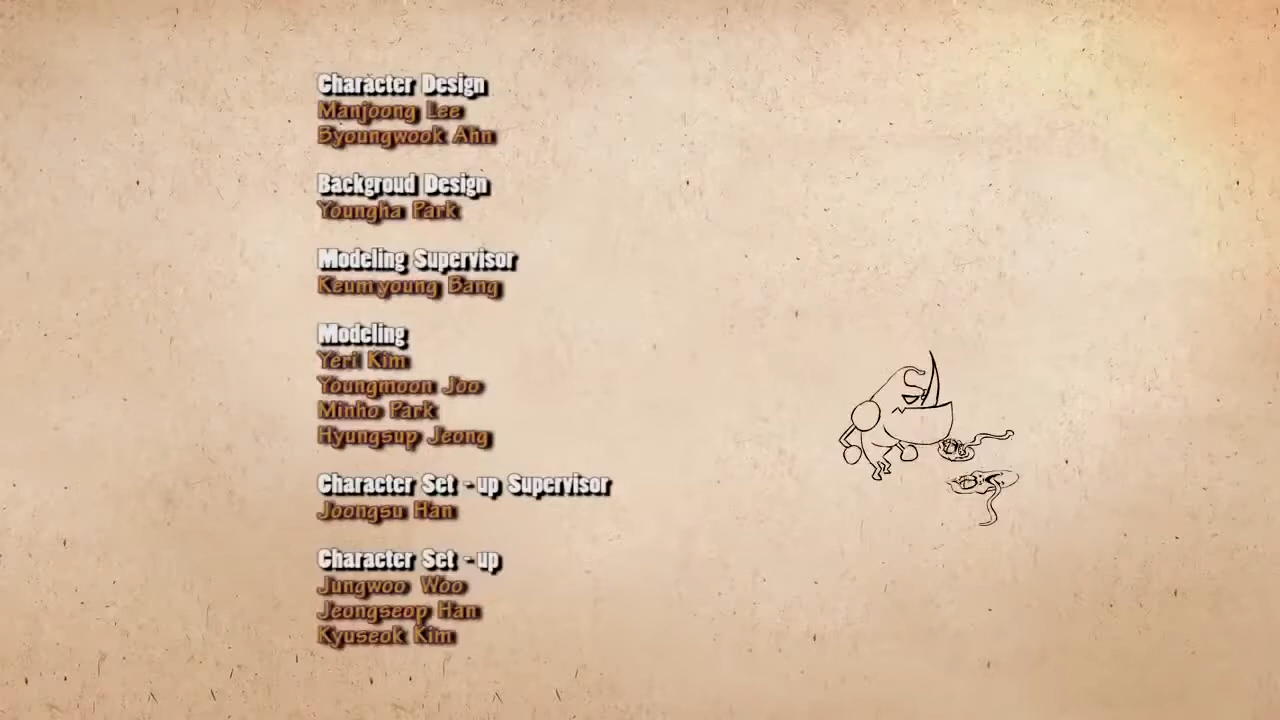 Character Design
Manjoong Lee
Byoungwook Ahn
Backgroud Design
Youngha Park
Modeling Supervisor
Keumyoung Bang
Modeling
Yeri Kim
Youngmoon Joo
Minho Park
Hyungsup Jeong
Character Set -up Supervisor
Joongsu Han
Character Set -up
Jungwoo Woo
Jeongseop Han
Kyuseok Kim